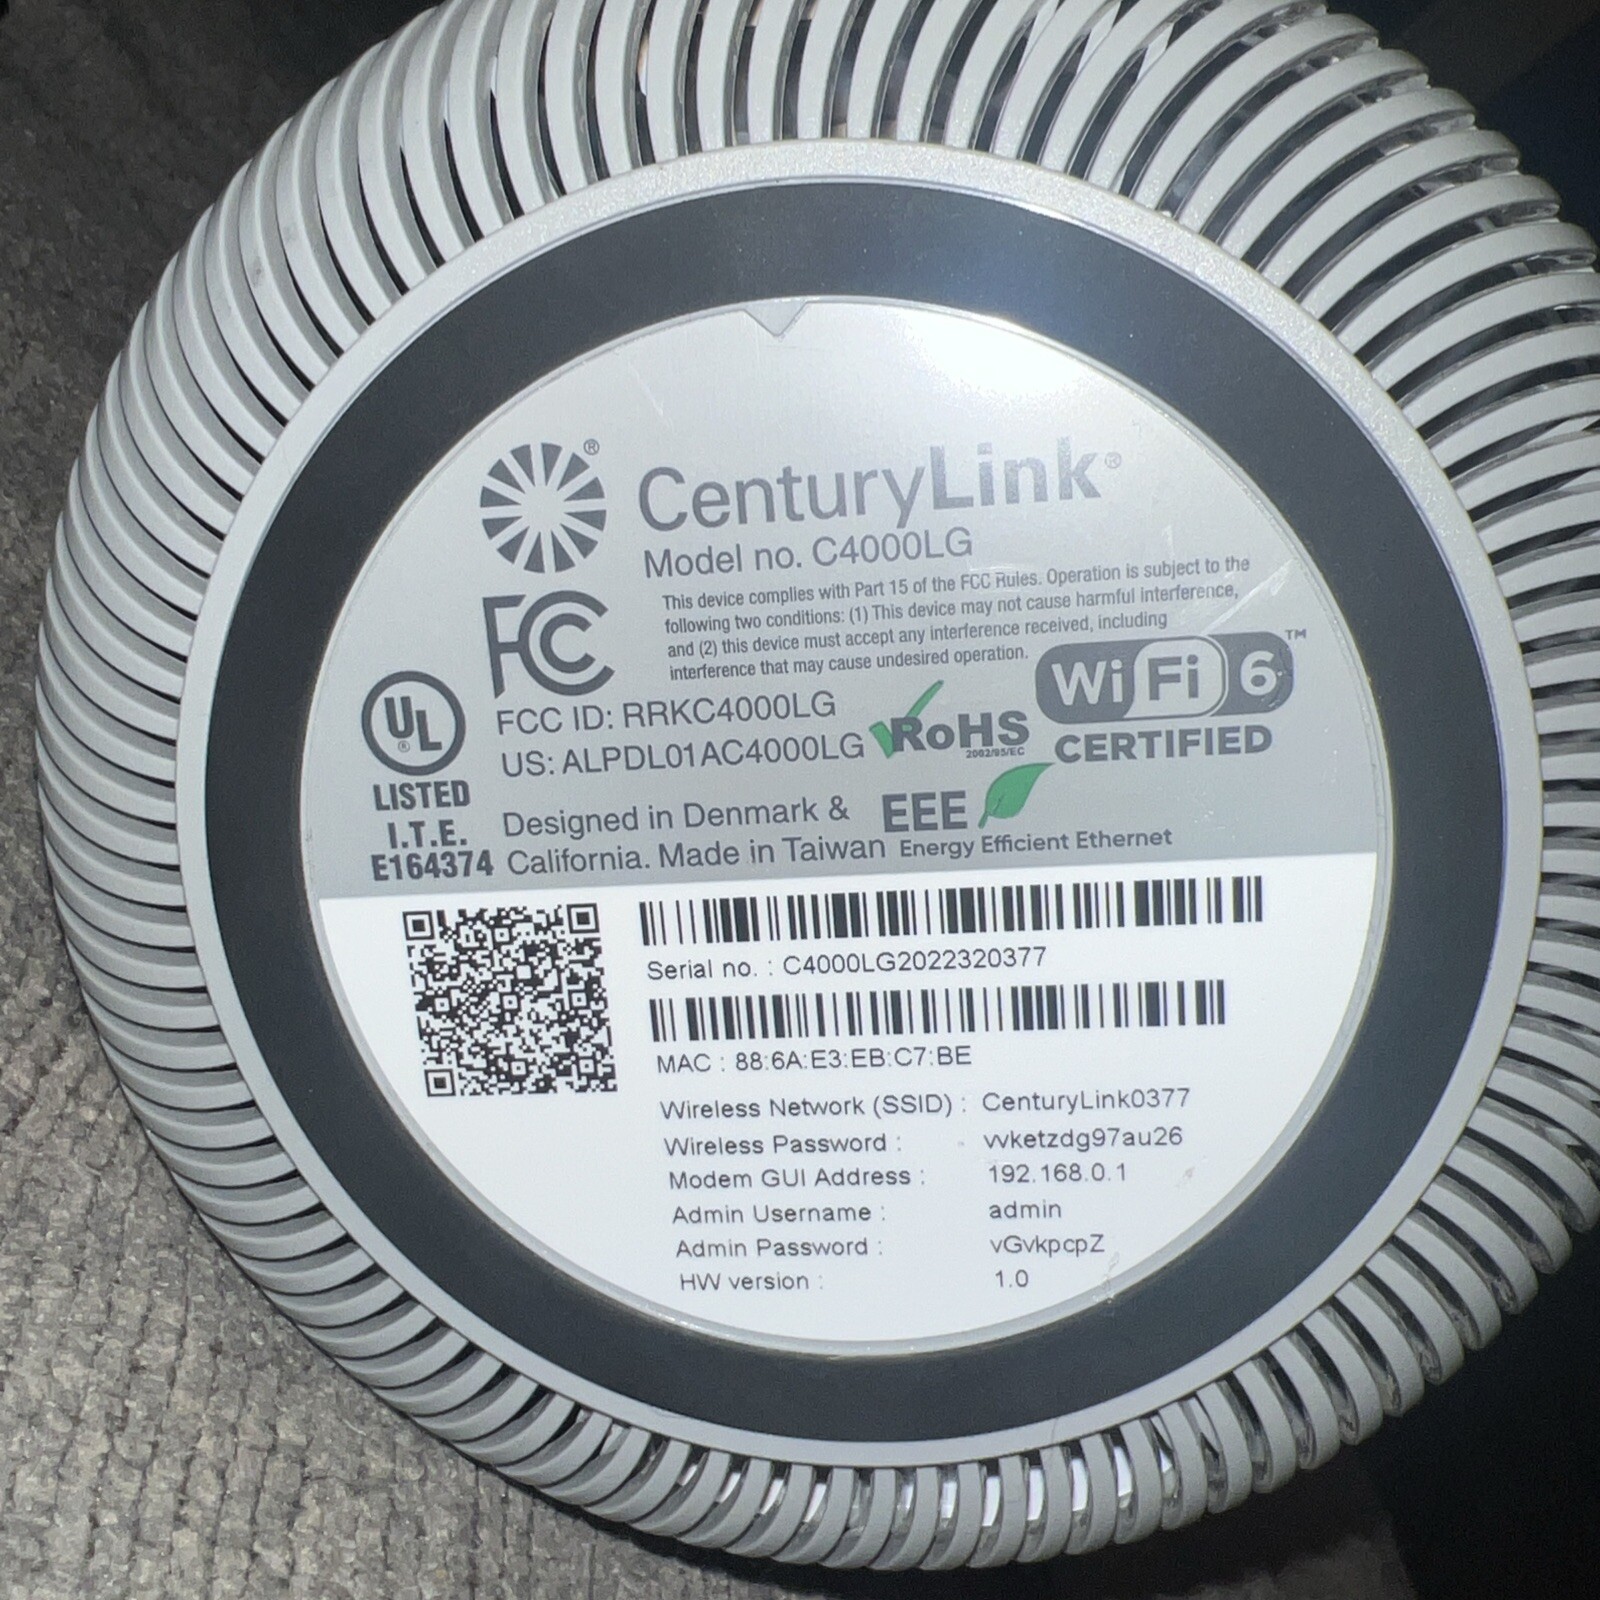 CenturyLink®
Model no. C4000LG
This device complies with Part 15 of the FCC Rules. Operation is subject to the
following two conditions: (1) This device may not cause harmful interference,
and (2) this device must accept any interference received, including
interference that may cause undesired operation.
FC
UL ®
LISTED
I.T.E.
E164374
FCC ID: RRKC4000LG
US: ALPDL01AC4000LG
RoHS
2002/95/EC
Wi Fi 6™
CERTIFIED
Designed in Denmark &
California. Made in Taiwan
EEE
Energy Efficient Ethernet
Serial no. : C4000LG2022320377
MAC : 88:6A:E3:EB:C7:BE
Wireless Network (SSID) : CenturyLink0377
Wireless Password : vvketzdg97au26
Modem GUI Address : 192.168.0.1
Admin Username : admin
Admin Password : vGvkpcpZ
HW version : 1.0